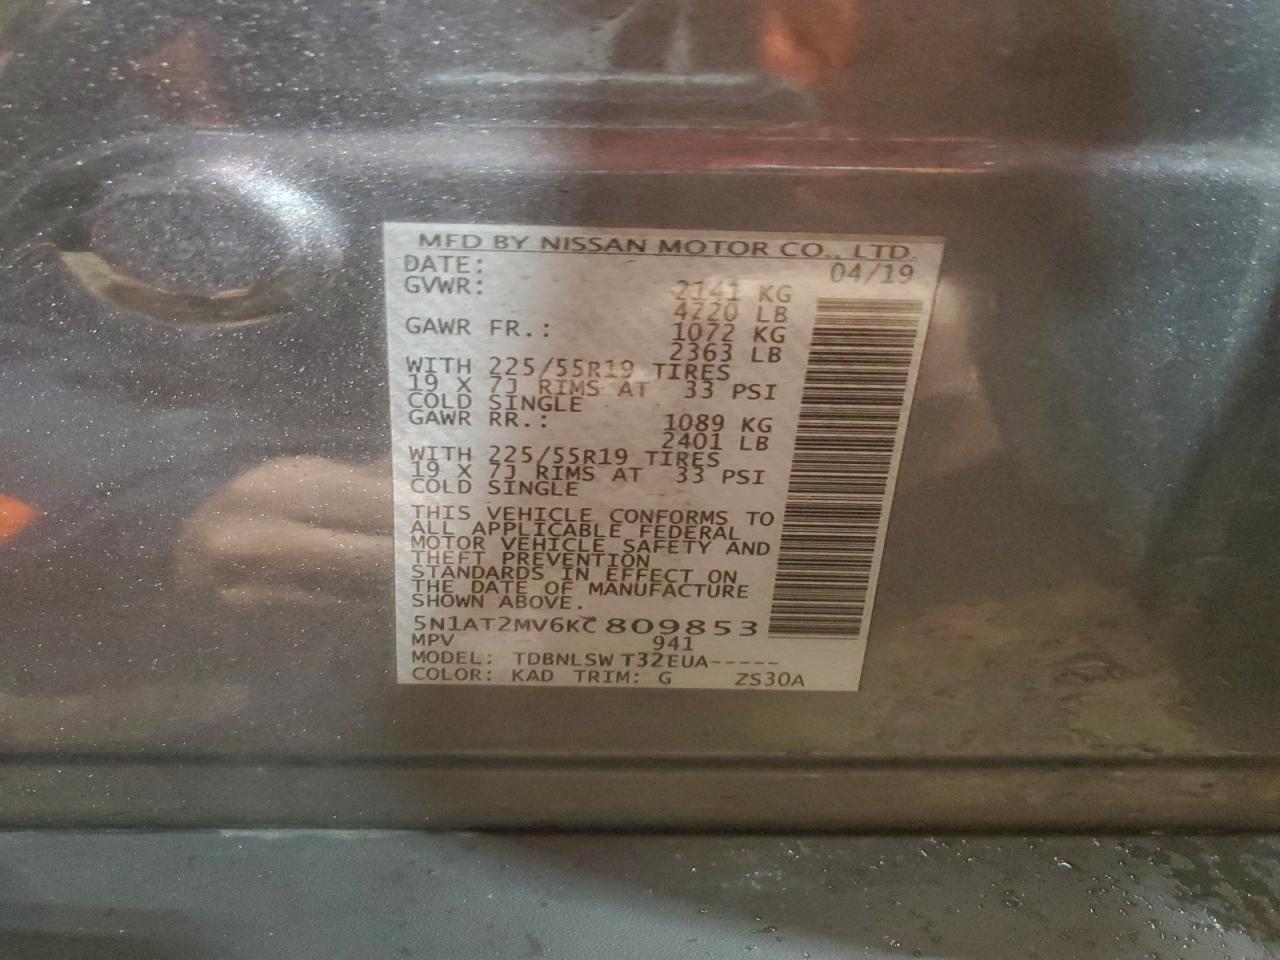 MFD BY NISSAN MOTOR CO., LTD.
DATE: 04/19
GVWR: 2141 KG
4720 LB
GAWR FR.: 1072 KG
2363 LB
WITH 225/55R19 TIRES
19 X 7J RIMS AT 33 PSI
COLD SINGLE
GAWR RR.: 1089 KG
2401 LB
WITH 225/55R19 TIRES
19 X 7J RIMS AT 33 PSI
COLD SINGLE
THIS VEHICLE CONFORMS TO
ALL APPLICABLE FEDERAL
MOTOR VEHICLE SAFETY AND
THEFT PREVENTION
STANDARDS IN EFFECT ON
THE DATE OF MANUFACTURE
SHOWN ABOVE.
5N1AT2MV6KC809853
MPV 941
MODEL: TDBNLSW T32EUA-----
COLOR: KAD TRIM: G ZS30A